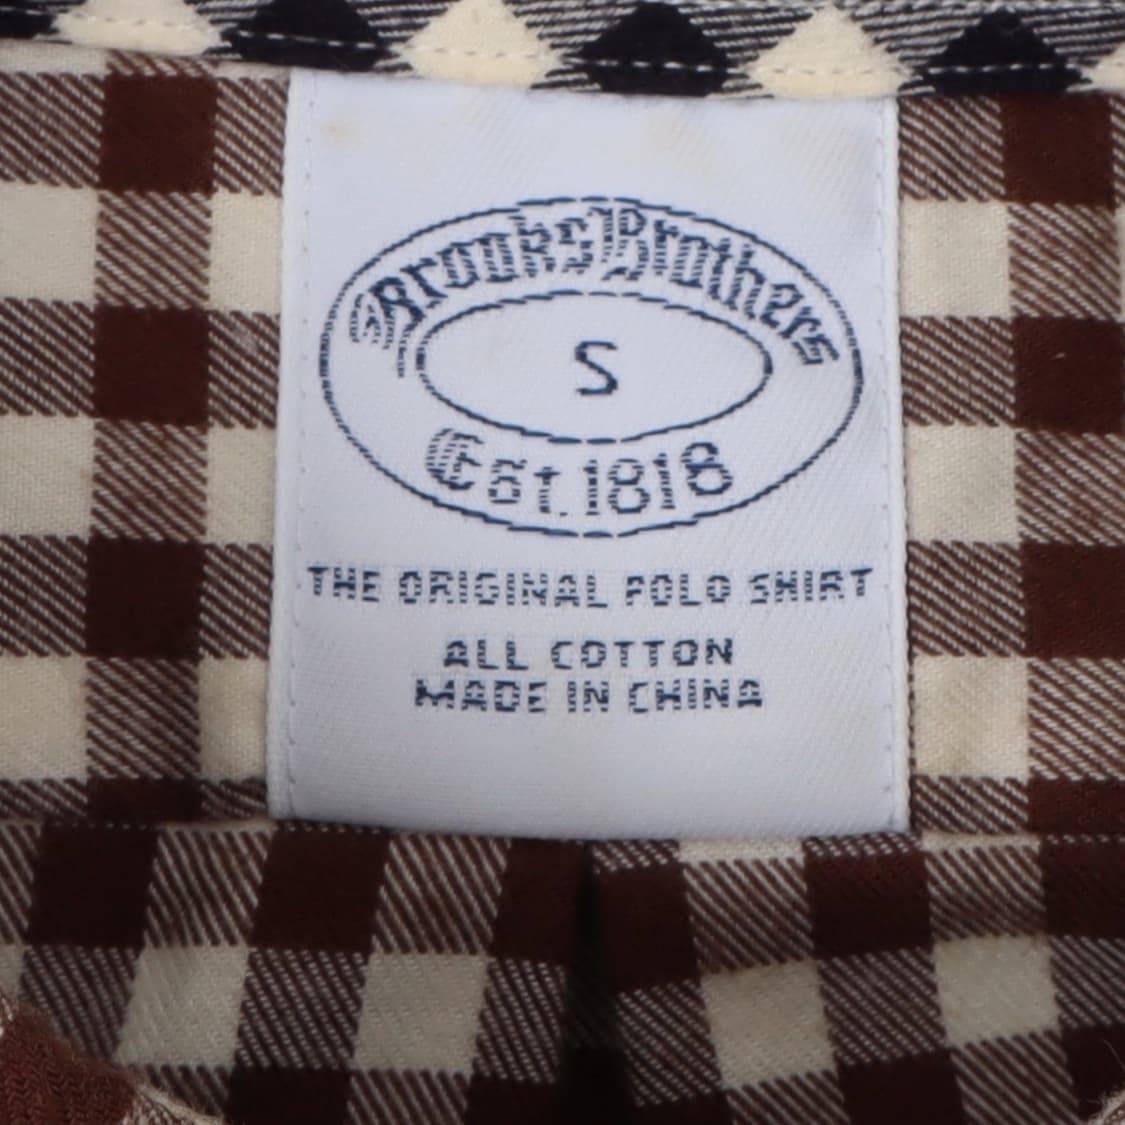 Brooks Brothers
S
Est. 1818
THE ORIGINAL POLO SHIRT
ALL COTTON
MADE IN CHINA